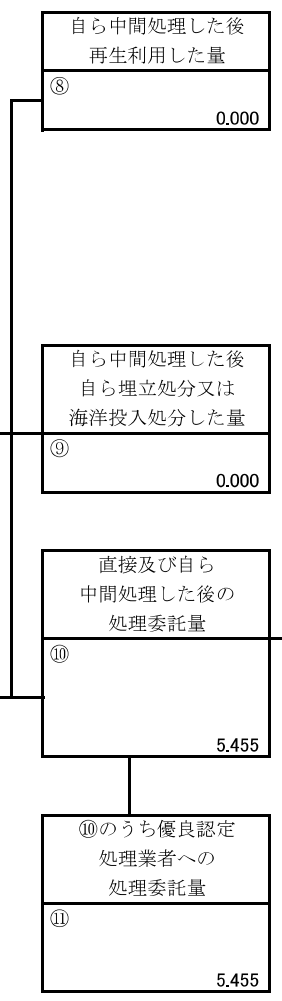 自ら中間処理した後
再生利用した量
⑧
0.000
自ら中間処理した後
自ら埋立処分又は
海洋投入処分した量
⑨
0.000
直接及び自ら
中間処理した後の
処理委託量
⑩
5.455
⑩のうち優良認定
処理業者への
処理委託量
⑪
5.455